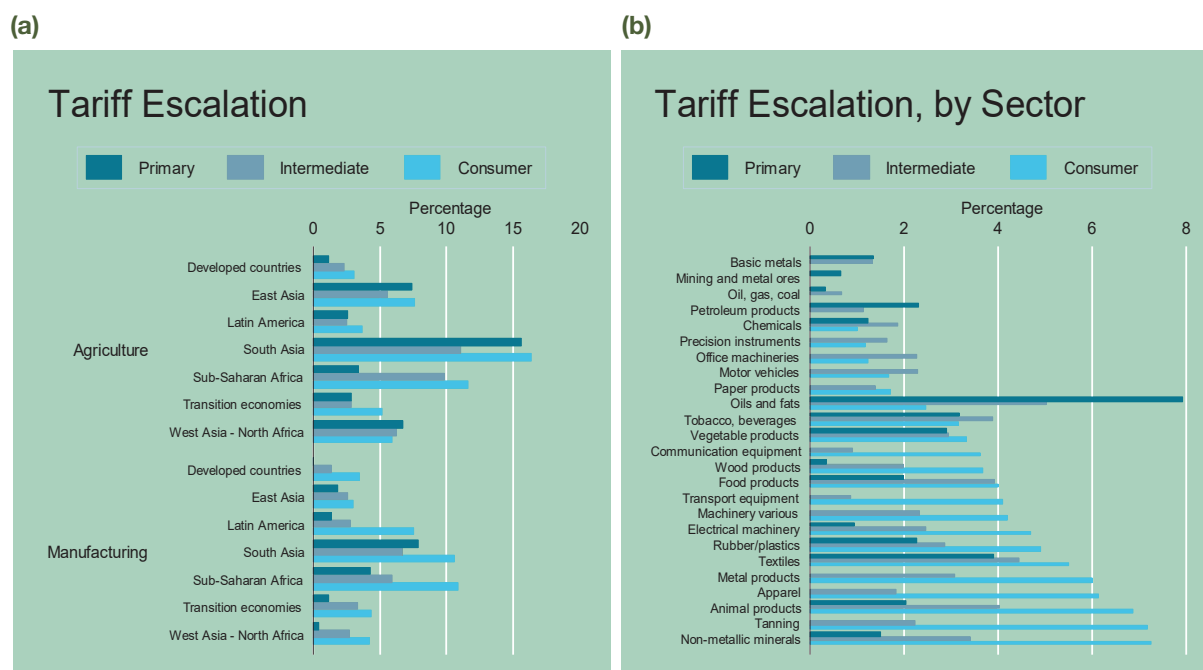 (a)
Tariff Escalation
Primary Intermediate Consumer
Percentage
0 5 10 15 20
Agriculture
Developed countries
East Asia
Latin America
South Asia
Sub-Saharan Africa
Transition economies
West Asia - North Africa
Manufacturing
Developed countries
East Asia
Latin America
South Asia
Sub-Saharan Africa
Transition economies
West Asia - North Africa
(b)
Tariff Escalation, by Sector
Primary Intermediate Consumer
Percentage
0 2 4 6 8
Basic metals
Mining and metal ores
Oil, gas, coal
Petroleum products
Chemicals
Precision instruments
Office machineries
Motor vehicles
Paper products
Oils and fats
Tobacco, beverages
Vegetable products
Communication equipment
Wood products
Food products
Transport equipment
Machinery various
Electrical machinery
Rubber/plastics
Textiles
Metal products
Apparel
Animal products
Tanning
Non-metallic minerals